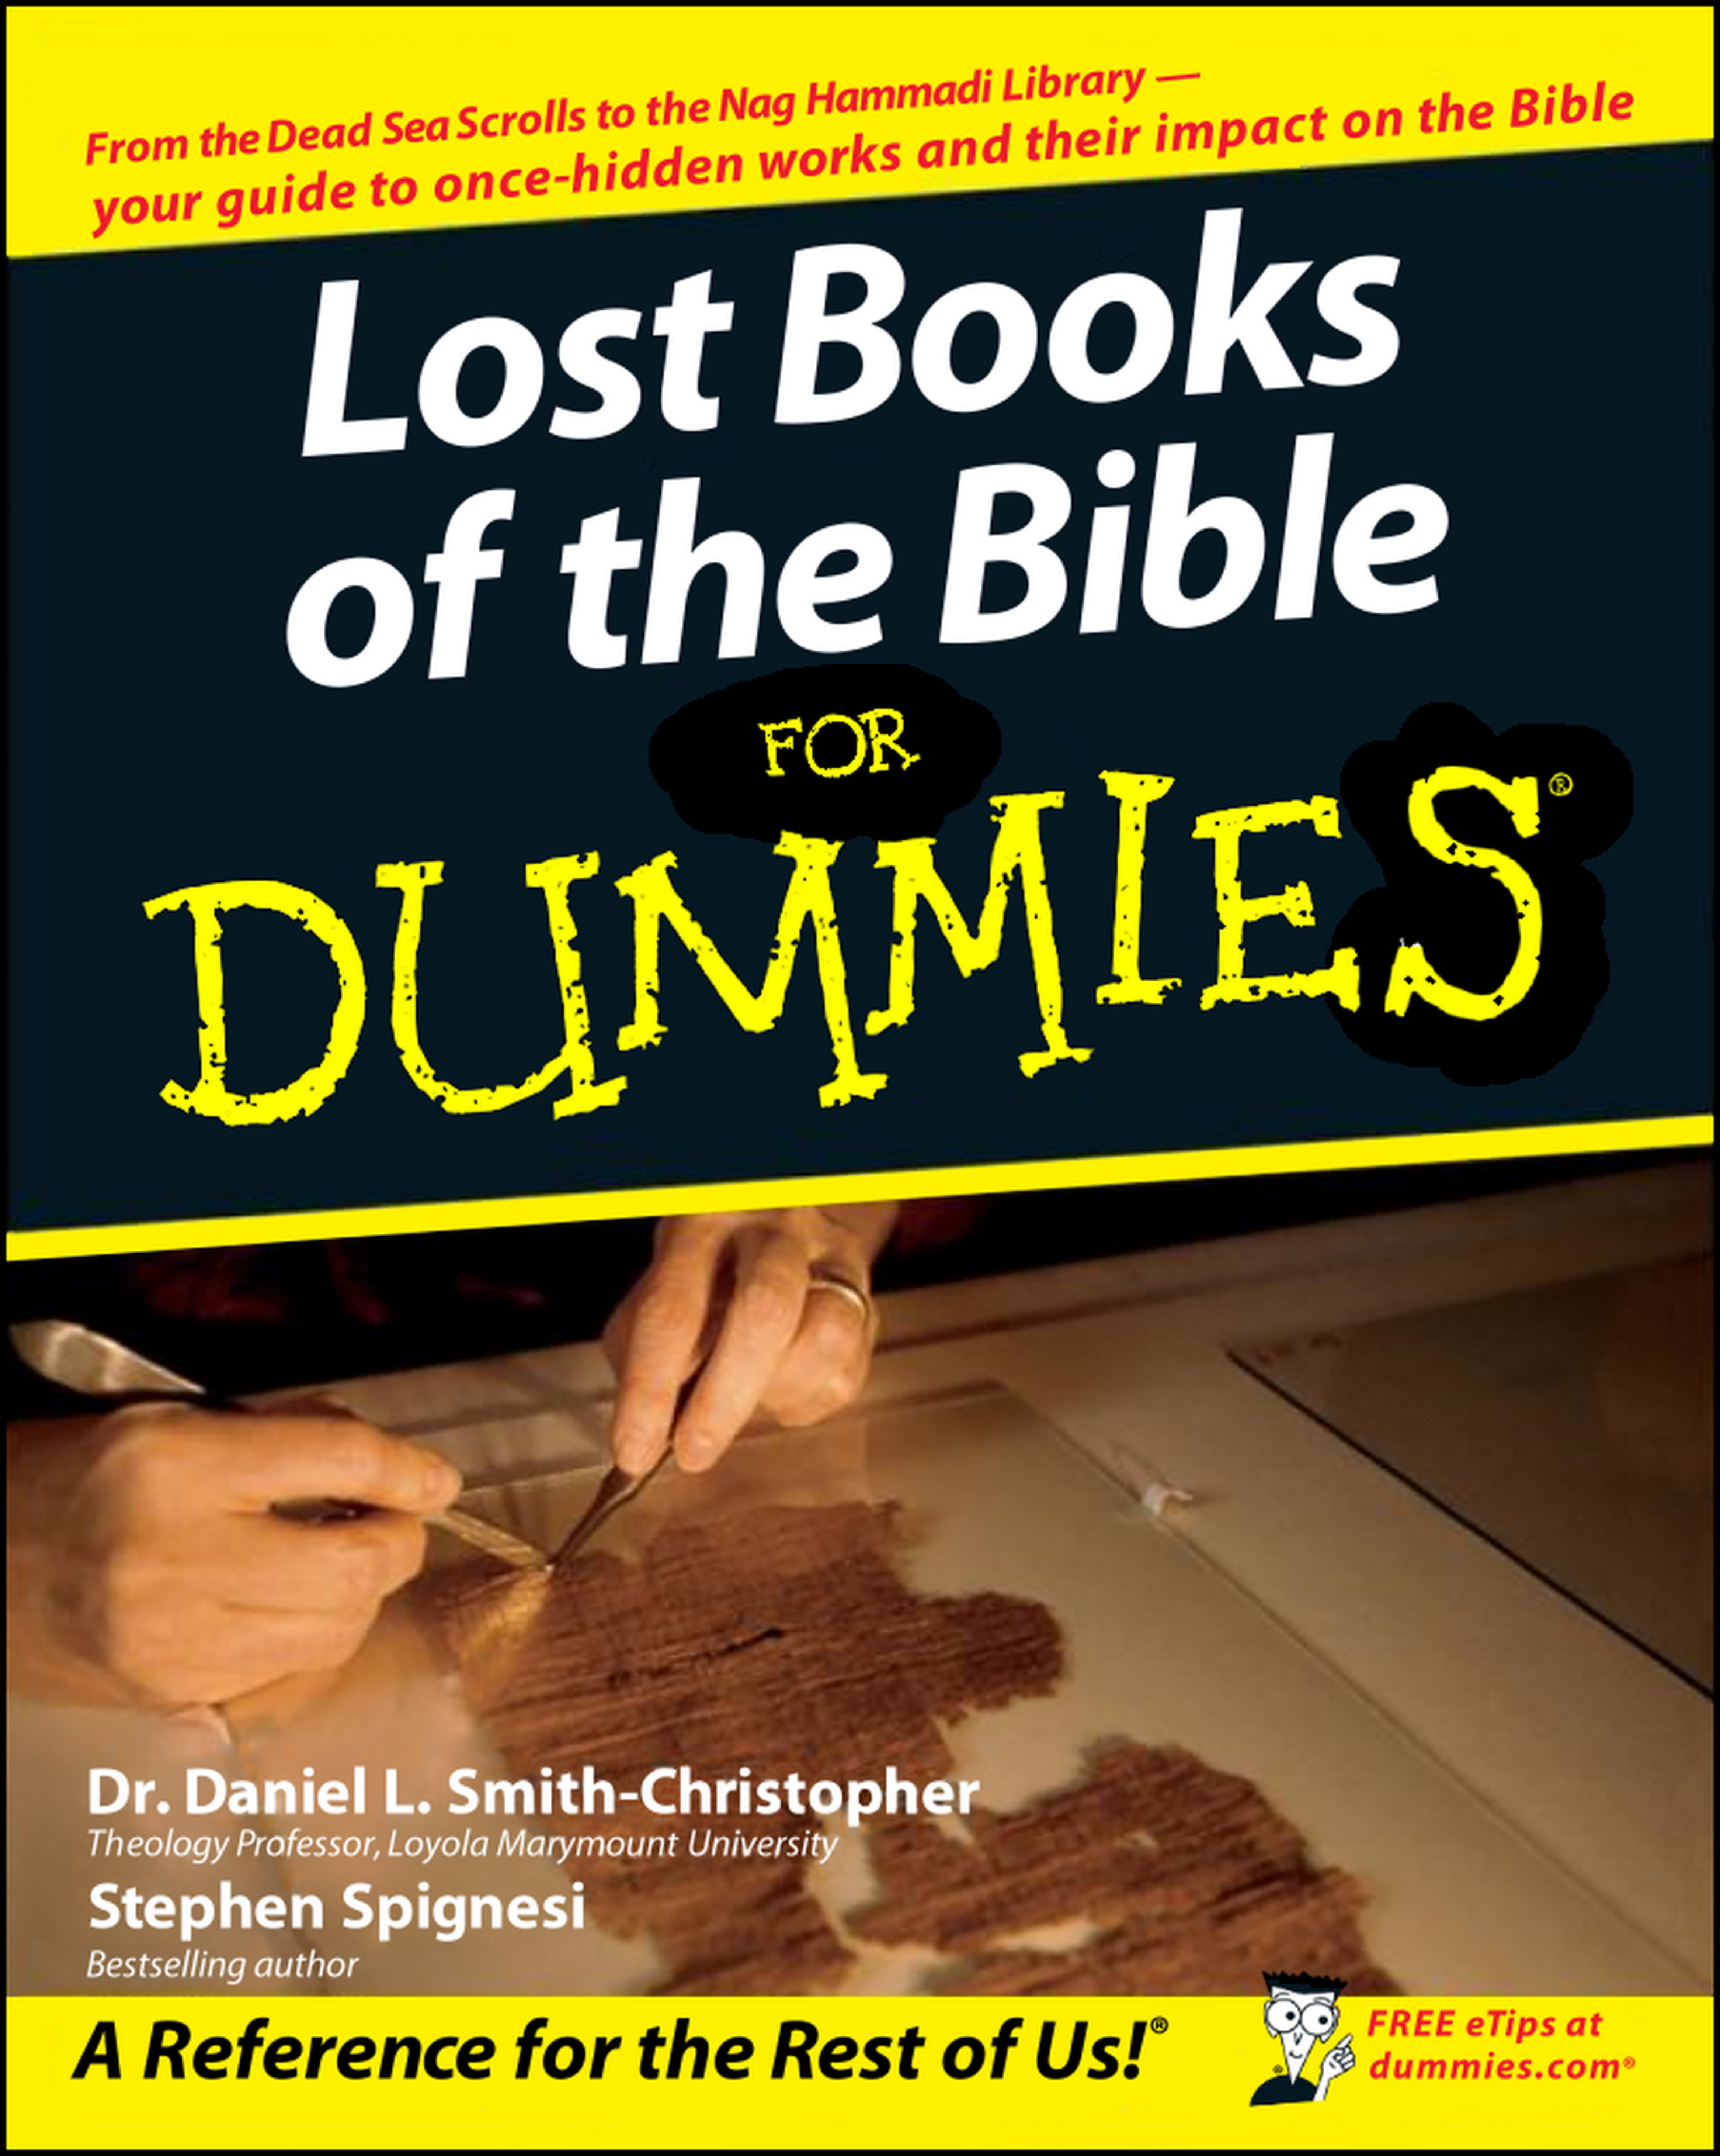 From the Dead Sea Scrolls to the Nag Hammadi Library —
your guide to once-hidden works and their impact on the Bible
Lost Books
of the Bible
FOR
DUMMIES®
Dr. Daniel L. Smith-Christopher
Theology Professor, Loyola Marymount University
Stephen Spignesi
Bestselling author
A Reference for the Rest of Us!®
FREE eTips at
dummies.com®